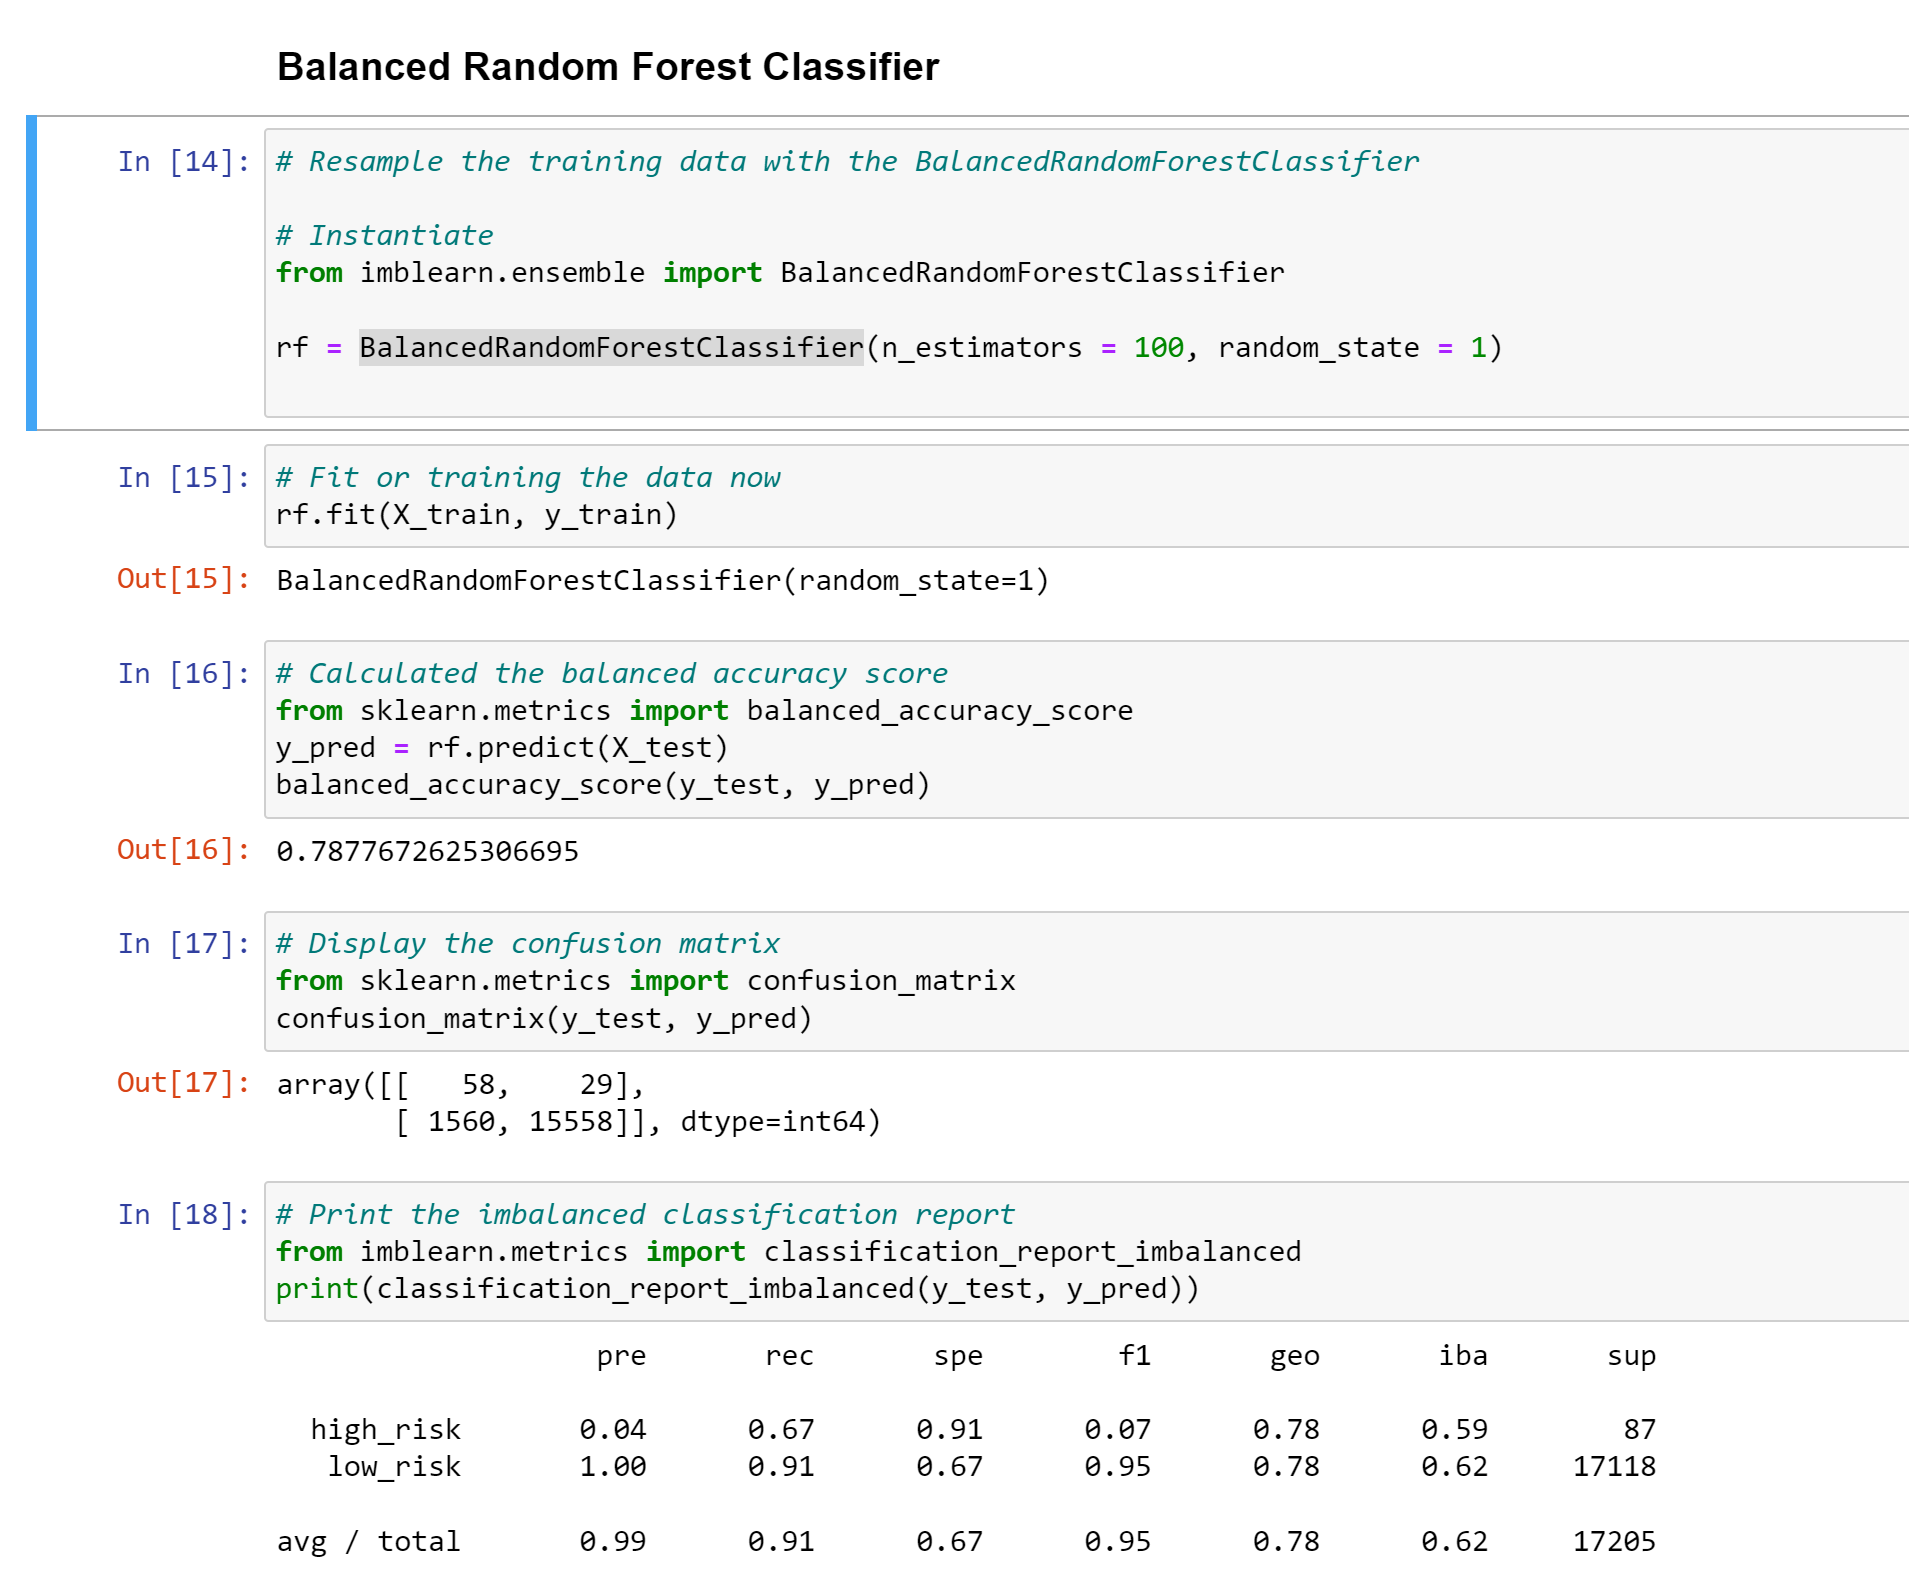 Balanced Random Forest Classifier
In [14]: # Resample the training data with the BalancedRandomForestClassifier
# Instantiate
from imblearn.ensemble import BalancedRandomForestClassifier
rf = BalancedRandomForestClassifier(n_estimators = 100, random_state = 1)
In [15]: # Fit or training the data now
rf.fit(X_train, y_train)
Out[15]: BalancedRandomForestClassifier(random_state=1)
In [16]: # Calculated the balanced accuracy score
from sklearn.metrics import balanced_accuracy_score
y_pred = rf.predict(X_test)
balanced_accuracy_score(y_test, y_pred)
Out[16]: 0.7877672625306695
In [17]: # Display the confusion matrix
from sklearn.metrics import confusion_matrix
confusion_matrix(y_test, y_pred)
Out[17]: array([[   58,    29],
       [ 1560, 15558]], dtype=int64)
In [18]: # Print the imbalanced classification report
from imblearn.metrics import classification_report_imbalanced
print(classification_report_imbalanced(y_test, y_pred))
                   pre       rec       spe        f1       geo       iba       sup
  high_risk       0.04      0.67      0.91      0.07      0.78      0.59        87
   low_risk       1.00      0.91      0.67      0.95      0.78      0.62     17118
avg / total       0.99      0.91      0.67      0.95      0.78      0.62     17205